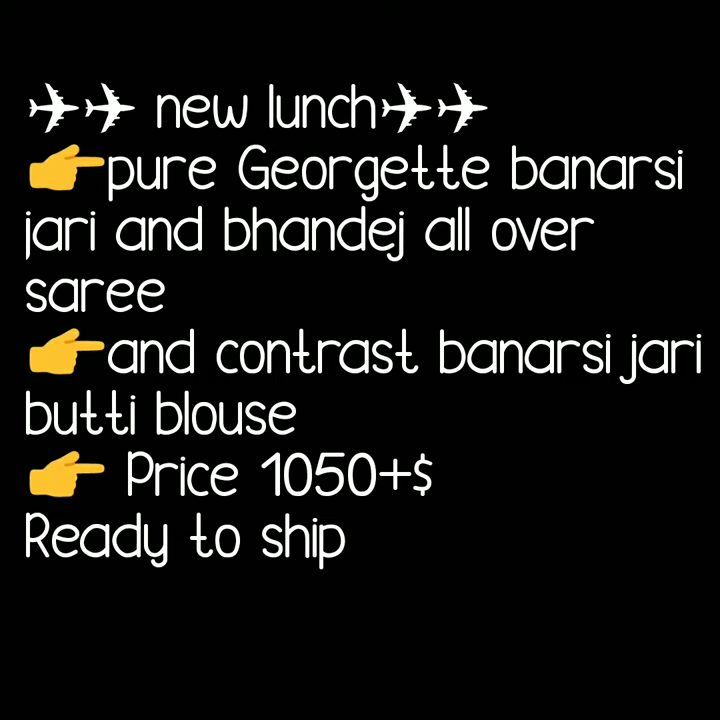 ✈✈ new lunch✈✈
👉pure Georgette banarsi
jari and bhandej all over
saree
👉and contrast banarsi jari
butti blouse
👉 Price 1050+$
Ready to ship